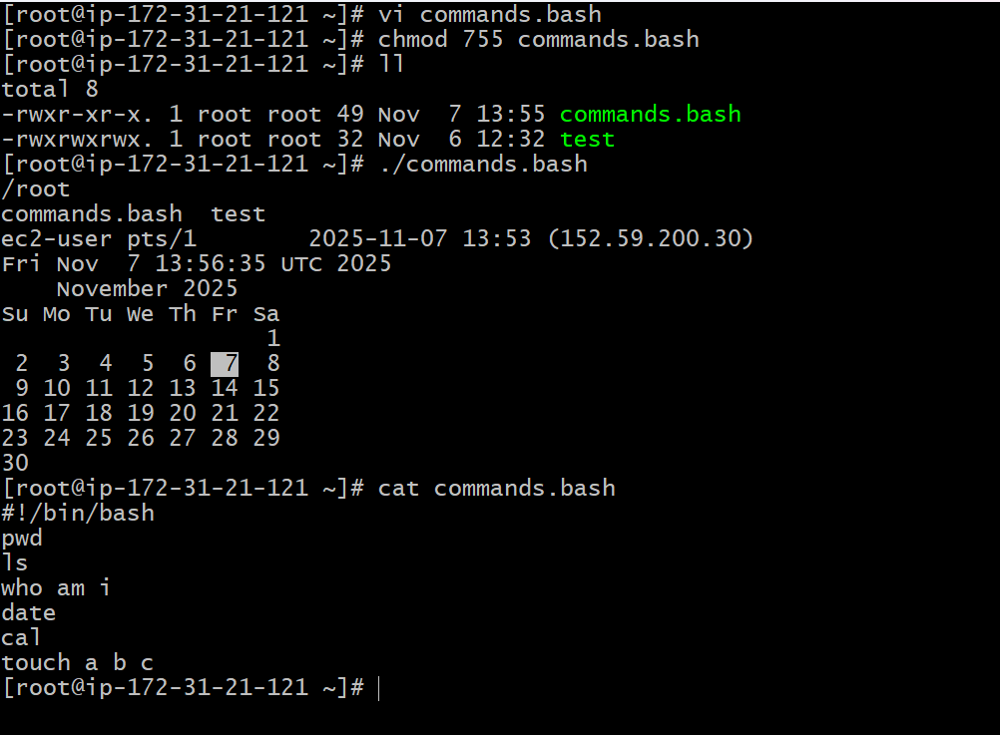 [root@ip-172-31-21-121 ~]# vi commands.bash
[root@ip-172-31-21-121 ~]# chmod 755 commands.bash
[root@ip-172-31-21-121 ~]# ll
total 8
-rwxr-xr-x. 1 root root 49 Nov  7 13:55 commands.bash
-rwxrwxrwx. 1 root root 32 Nov  6 12:32 test
[root@ip-172-31-21-121 ~]# ./commands.bash
/root
commands.bash  test
ec2-user pts/1        2025-11-07 13:53 (152.59.200.30)
Fri Nov  7 13:56:35 UTC 2025
    November 2025
Su Mo Tu We Th Fr Sa
                   1
 2  3  4  5  6  7  8
 9 10 11 12 13 14 15
16 17 18 19 20 21 22
23 24 25 26 27 28 29
30
[root@ip-172-31-21-121 ~]# cat commands.bash
#!/bin/bash
pwd
ls
who am i
date
cal
touch a b c
[root@ip-172-31-21-121 ~]#